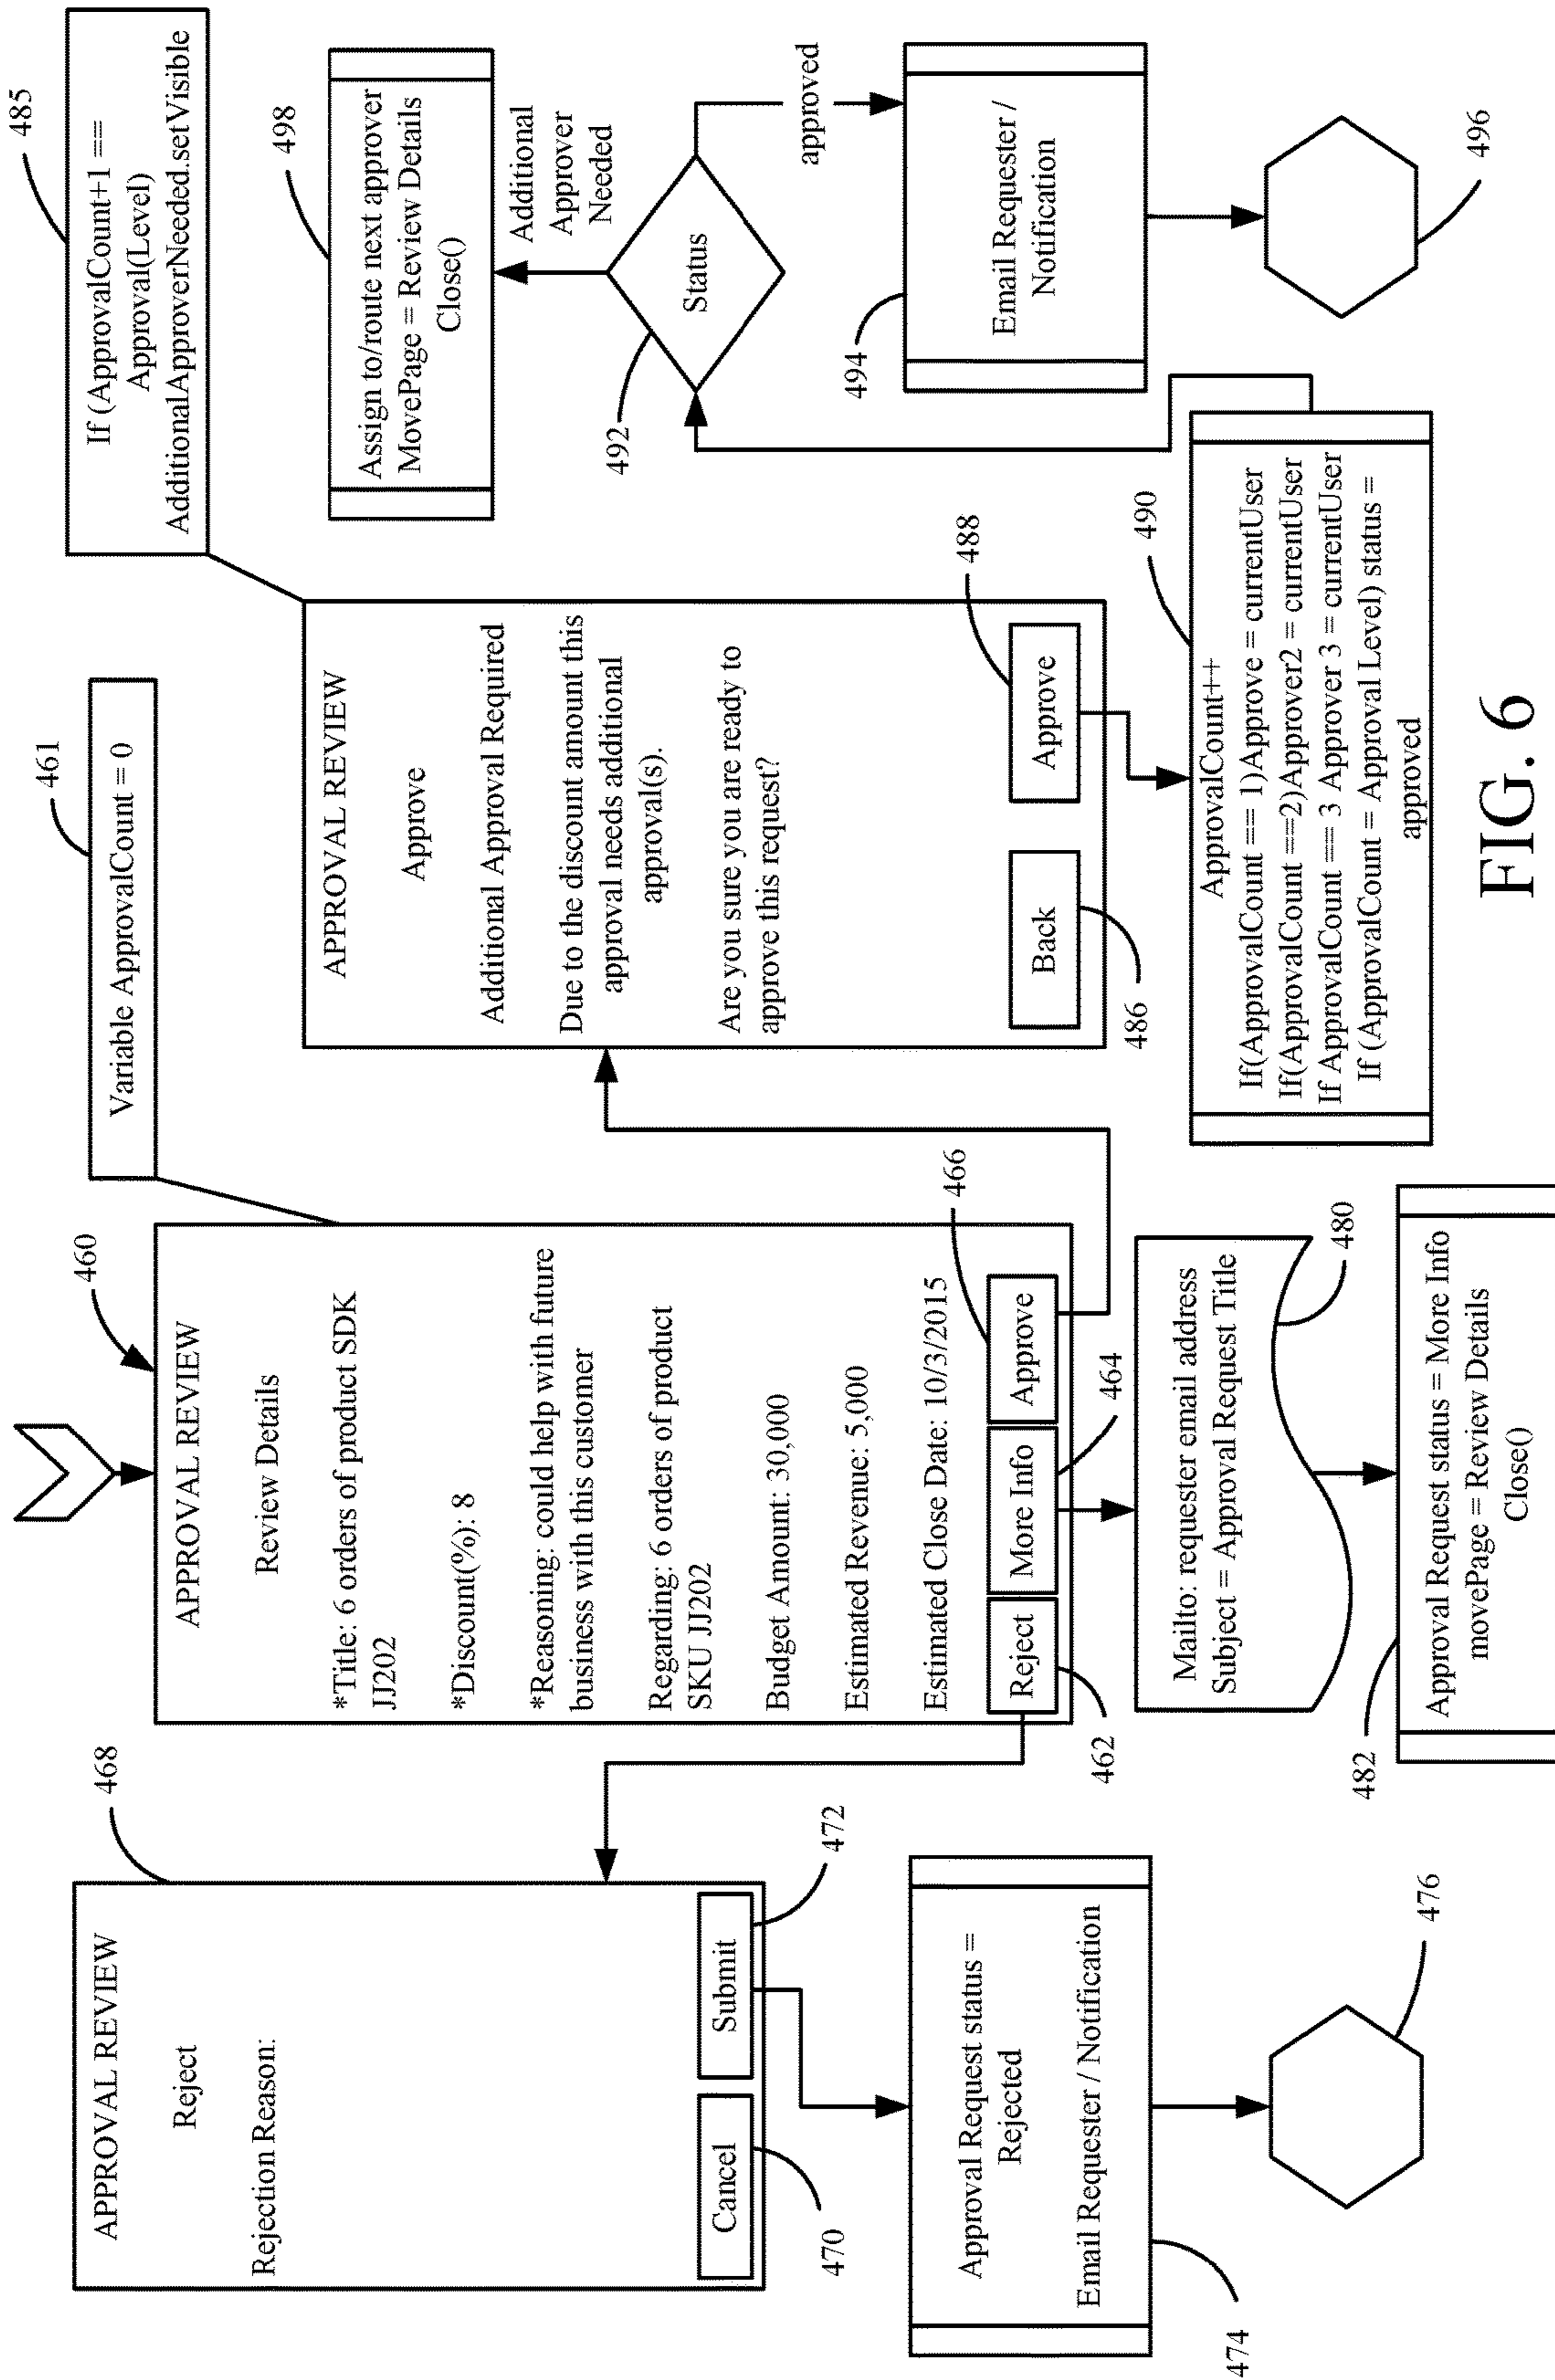 468
APPROVAL REVIEW
Reject
Rejection Reason:
Cancel
Submit
470
472
Approval Request status =
Rejected
Email Requester / Notification
474
476
460
APPROVAL REVIEW
Review Details
*Title: 6 orders of product SDK
JJ202
*Discount(%): 8
*Reasoning: could help with future
business with this customer
Regarding: 6 orders of product
SKU JJ202
Budget Amount: 30,000
Estimated Revenue: 5,000
Estimated Close Date: 10/3/2015
Reject
More Info
Approve
462
464
466
Mailto: requester email address
Subject = Approval Request Title
480
482
Approval Request status = More Info
movePage = Review Details
Close()
461
Variable ApprovalCount = 0
APPROVAL REVIEW
Approve
Additional Approval Required
Due to the discount amount this
approval needs additional
approval(s).
Are you sure you are ready to
approve this request?
Back
Approve
486
488
490
ApprovalCount++
If(ApprovalCount == 1)Approve = currentUser
If(ApprovalCount ==2)Approver2 = currentUser
If ApprovalCount == 3 Approver 3 = currentUser
If (ApprovalCount = Approval Level) status =
approved
485
If (ApprovalCount+1 ==
Approval(Level)
AdditionalApproverNeeded.setVisible
498
Assign to/route next approver
MovePage = Review Details
Close()
Additional
Approver
Needed
Status
492
approved
494
Email Requester /
Notification
496
FIG. 6